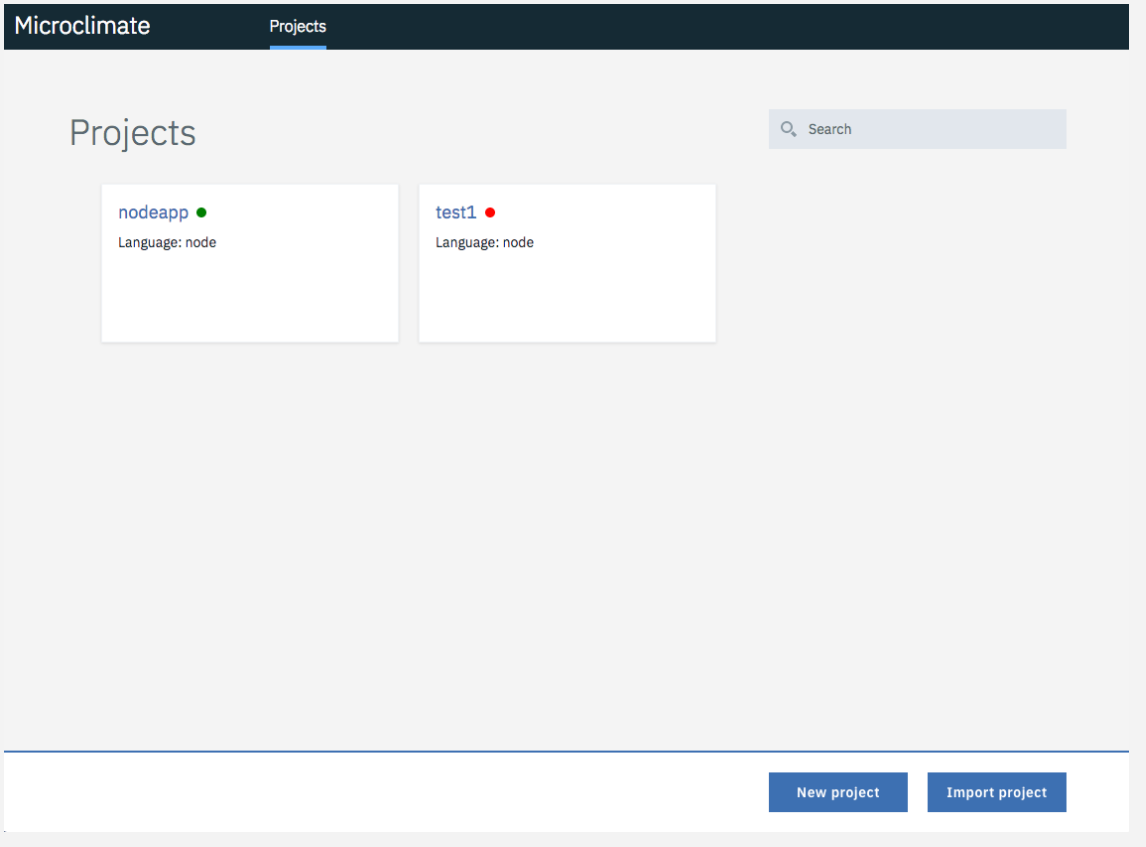 Microclimate
Projects
Projects
Search
nodeapp
Language: node
test1
Language: node
New project
Import project